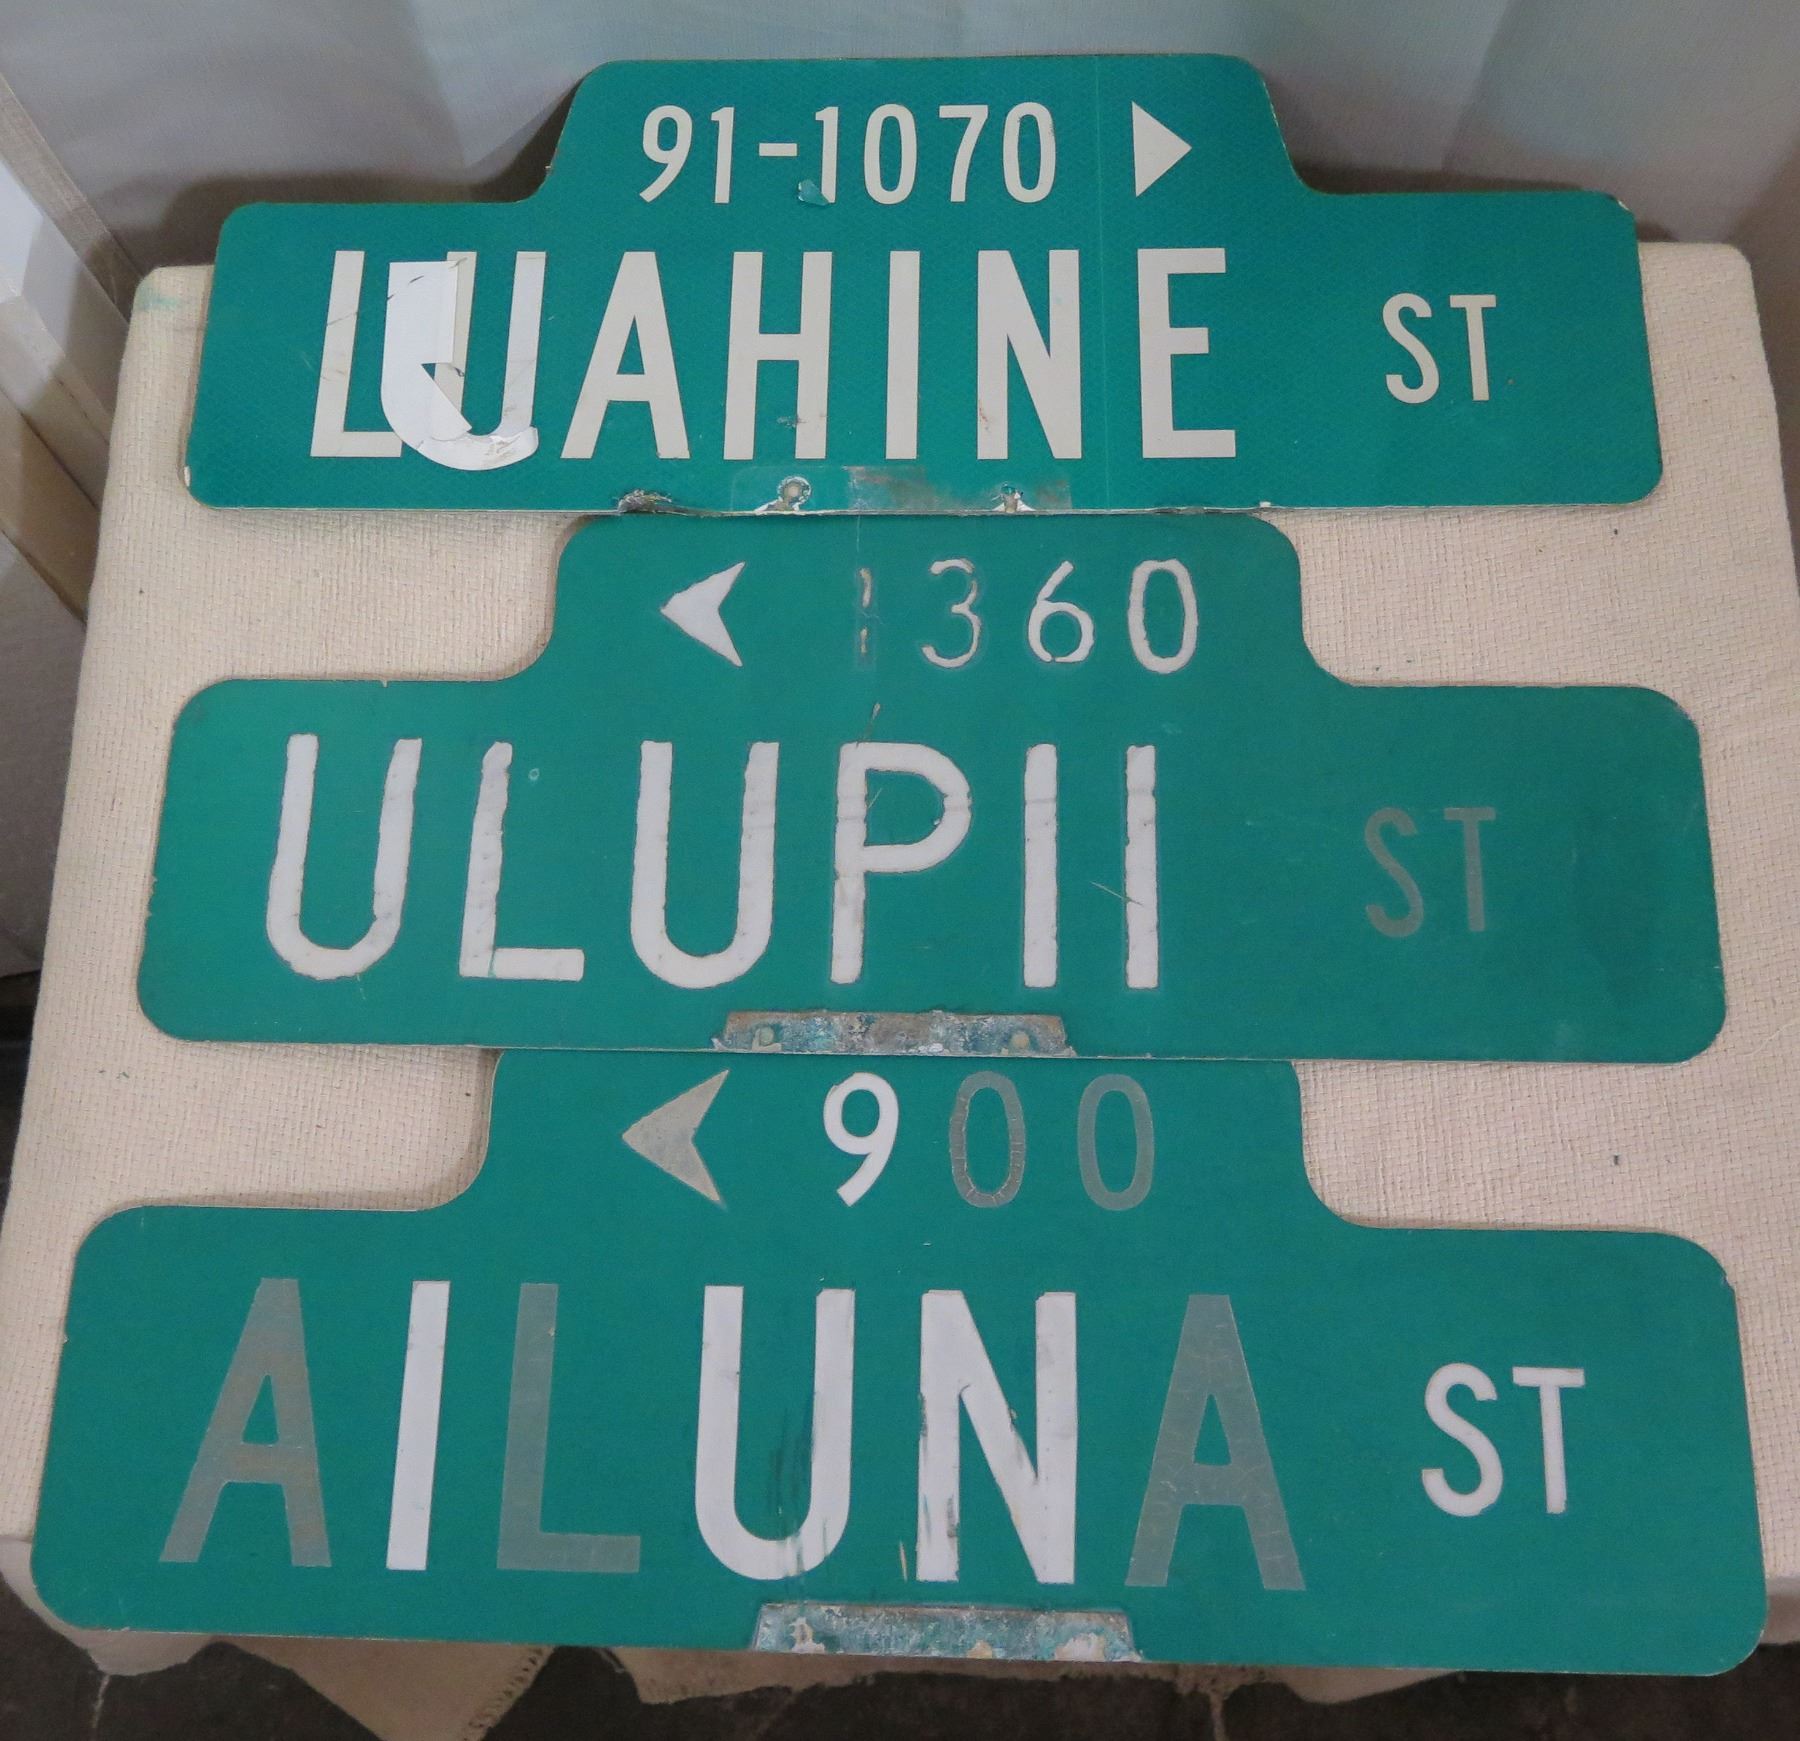 91-1070
LUAHINE ST
1360
ULUPII ST
900
AILUNA ST